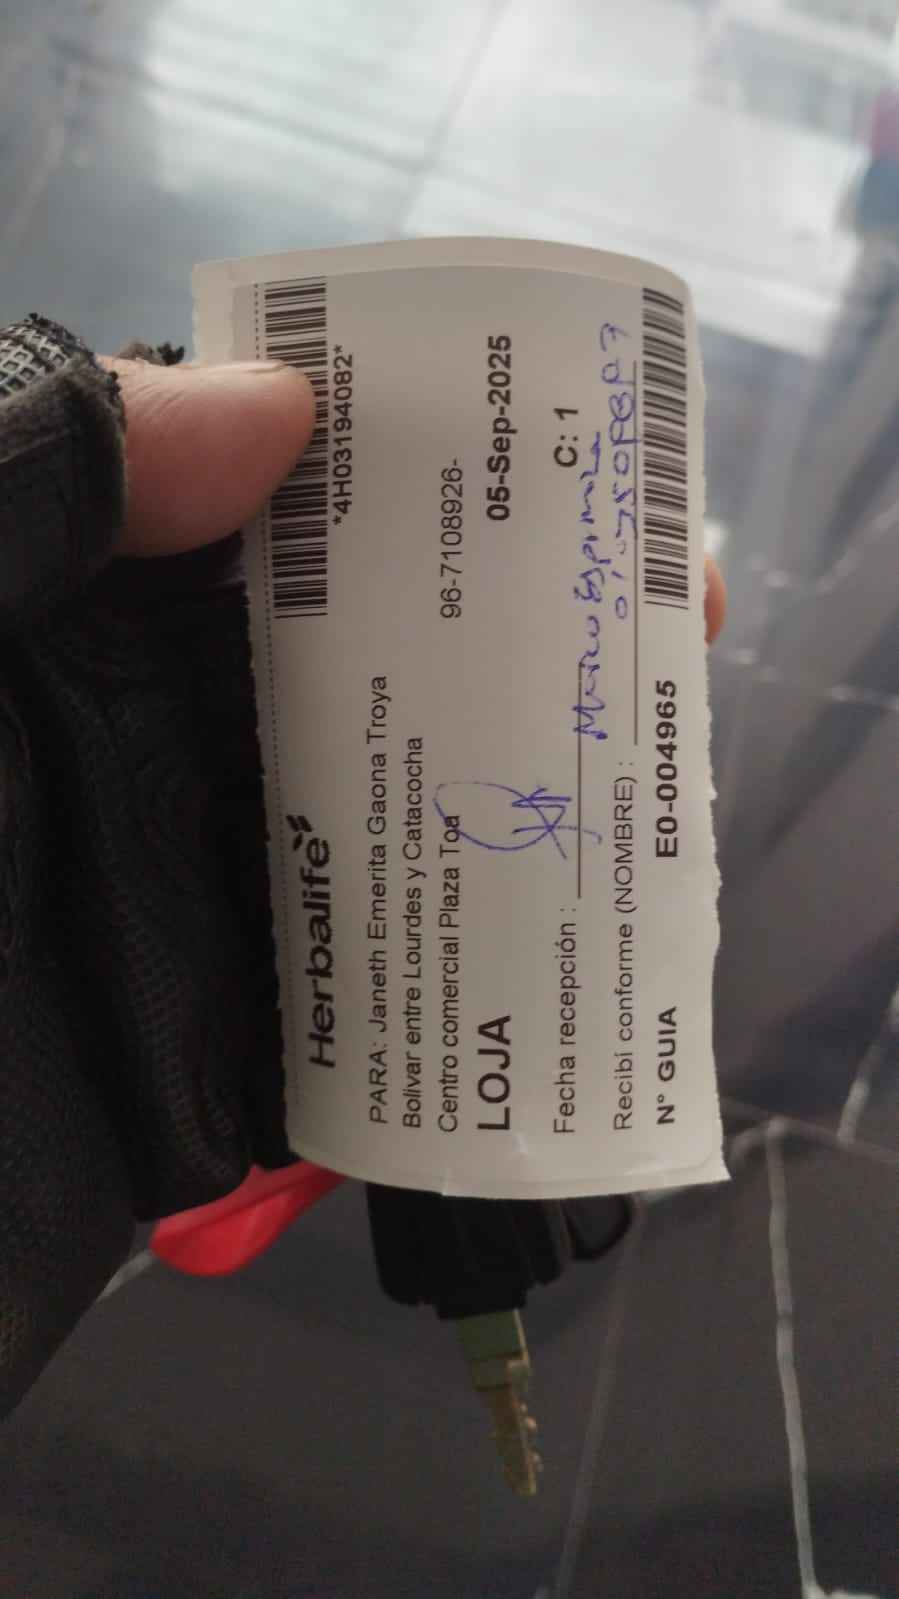 Herbalife
*4H03194082*
PARA: Janeth Emerita Gaona Troya
Bolivar entre Lourdes y Catacocha
Centro comercial Plaza Toa
96-7108926-
LOJA
05-Sep-2025
Fecha recepción :
C: 1
Recibí conforme (NOMBRE) :
N° GUIA
E0-004965